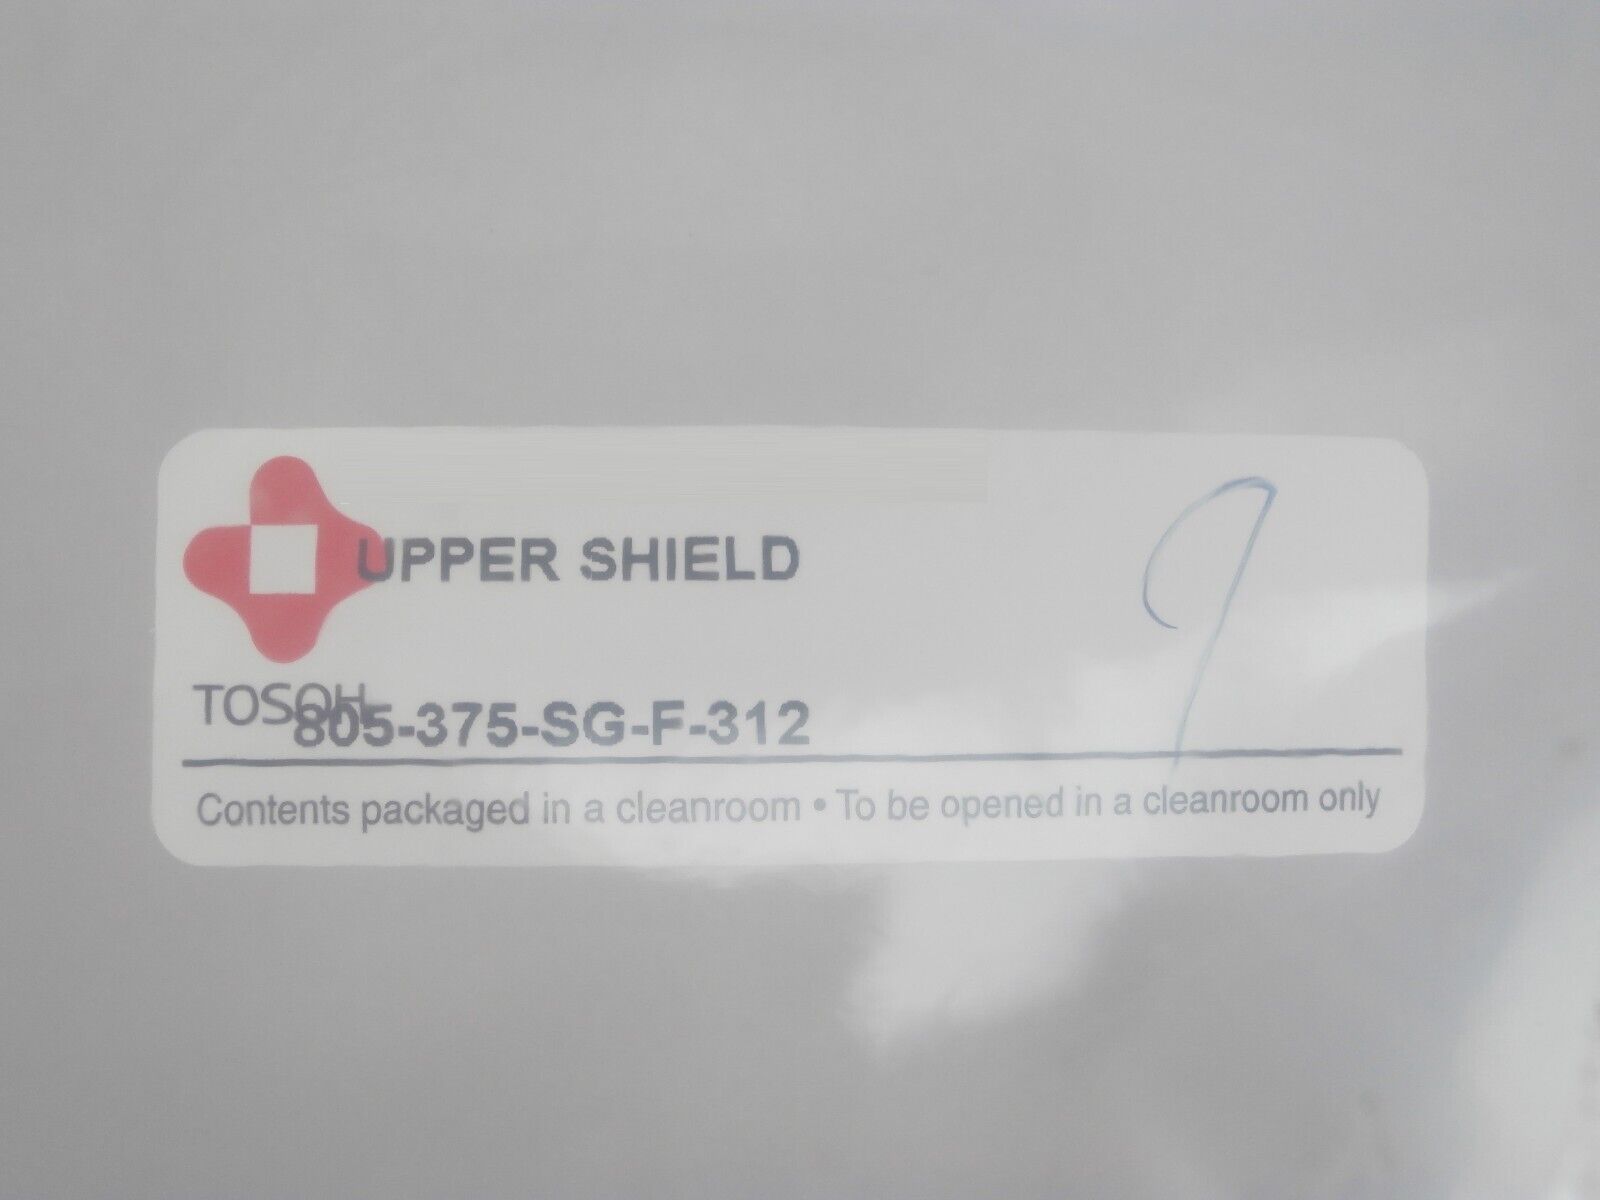 UPPER SHIELD
TOSOH
805-375-SG-F-312
Contents packaged in a cleanroom • To be opened in a cleanroom only